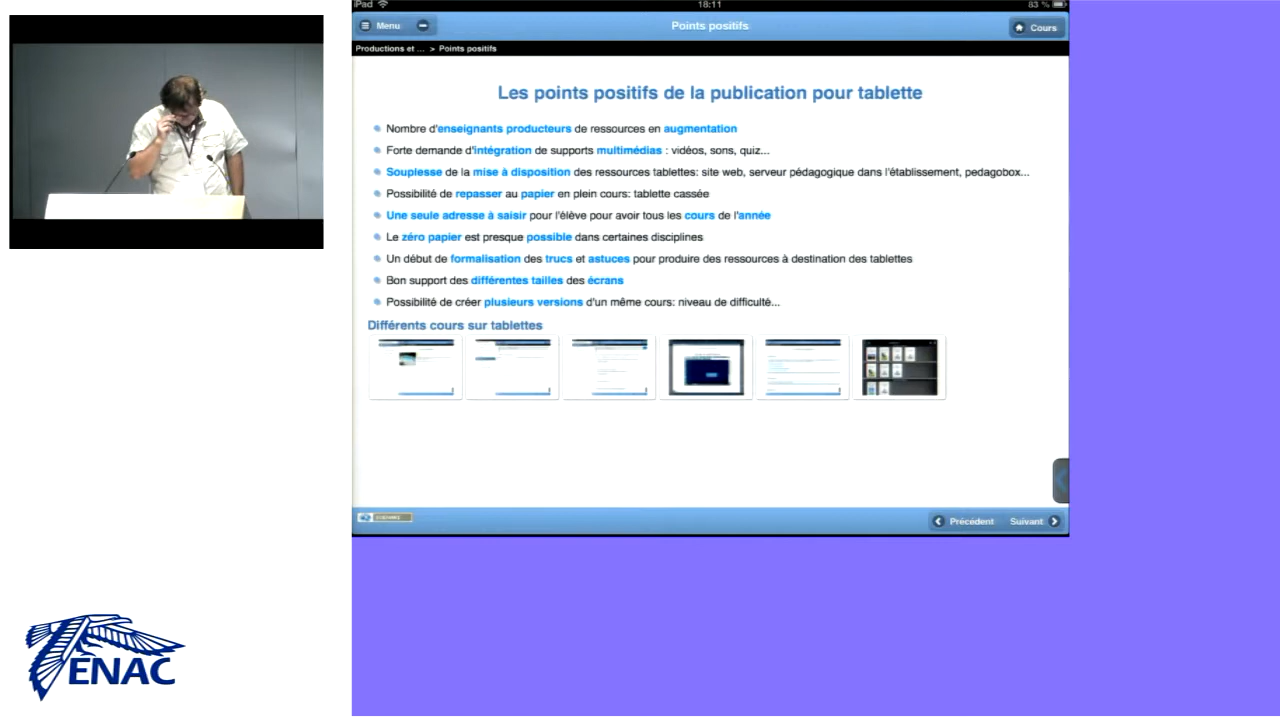 iPad 18:11 83 %
Menu Points positifs Cours
Productions et ... > Points positifs
Les points positifs de la publication pour tablette
Nombre d'enseignants producteurs de ressources en augmentation
Forte demande d'intégration de supports multimédias : vidéos, sons, quiz...
Souplesse de la mise à disposition des ressources tablettes: site web, serveur pédagogique dans l'établissement, pedagobox...
Possibilité de repasser au papier en plein cours: tablette cassée
Une seule adresse à saisir pour l'élève pour avoir tous les cours de l'année
Le zéro papier est presque possible dans certaines disciplines
Un début de formalisation des trucs et astuces pour produire des ressources à destination des tablettes
Bon support des différentes tailles des écrans
Possibilité de créer plusieurs versions d'un même cours: niveau de difficulté...
Différents cours sur tablettes
Précédent Suivant
ENAC